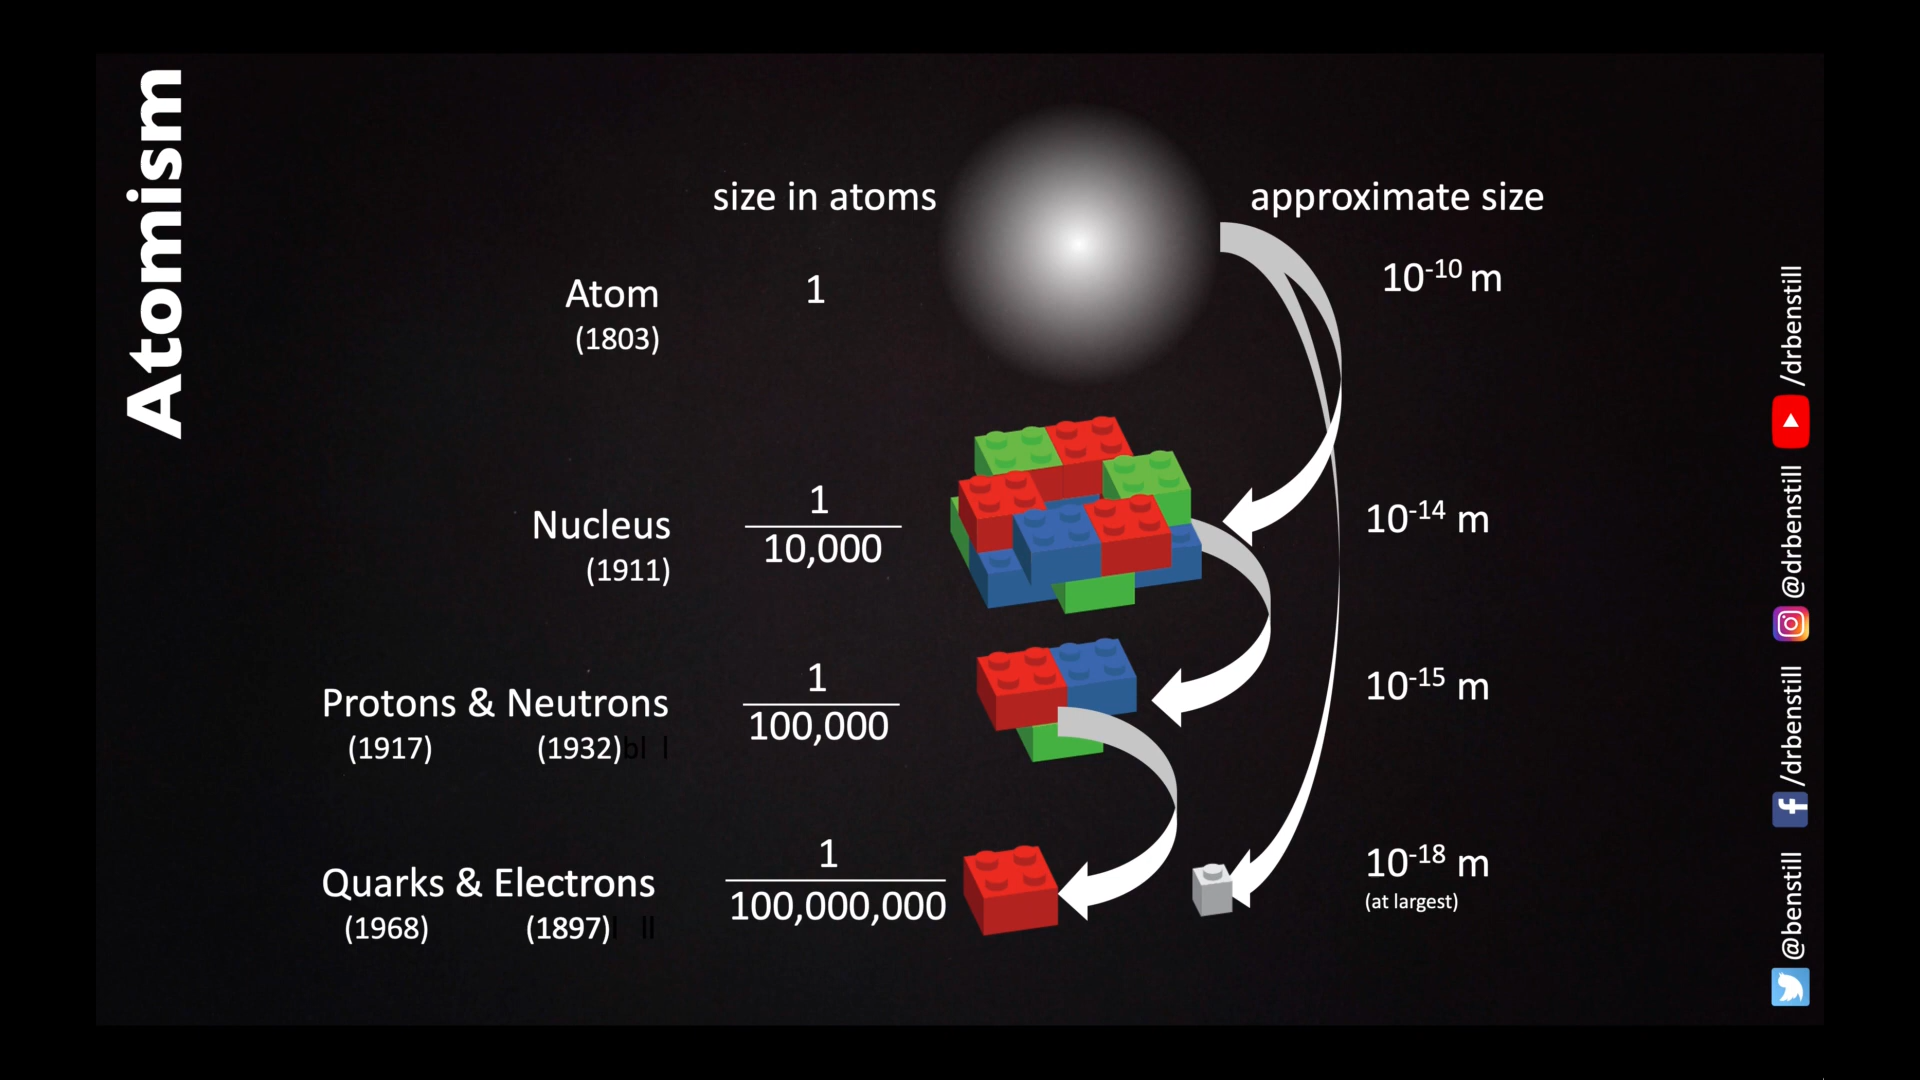 Atomism
size in atoms
approximate size
Atom
(1803)
1
10⁻¹⁰ m
Nucleus
(1911)
1
10,000
10⁻¹⁴ m
Protons & Neutrons
(1917) (1932)
1
100,000
10⁻¹⁵ m
Quarks & Electrons
(1968) (1897)
1
100,000,000
10⁻¹⁸ m
(at largest)
/drbenstill
@drbenstill
/drbenstill
@benstill